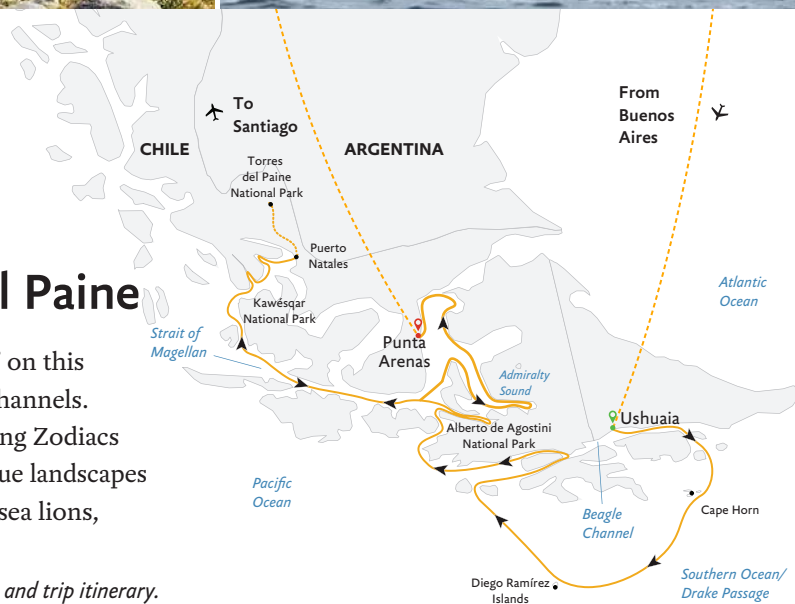 To
Santiago
From
Buenos
Aires
CHILE
ARGENTINA
Torres
del Paine
National Park
Puerto
Natales
Atlantic
Ocean
l Paine
Kawésqar
National Park
Strait of
Magellan
Punta
Arenas
on this
hannels.
ng Zodiacs
ue landscapes
sea lions,
and trip itinerary.
Admiralty
Sound
Ushuaia
Alberto de Agostini
National Park
Pacific
Ocean
Beagle
Channel
Cape Horn
Diego Ramírez
Islands
Southern Ocean/
Drake Passage